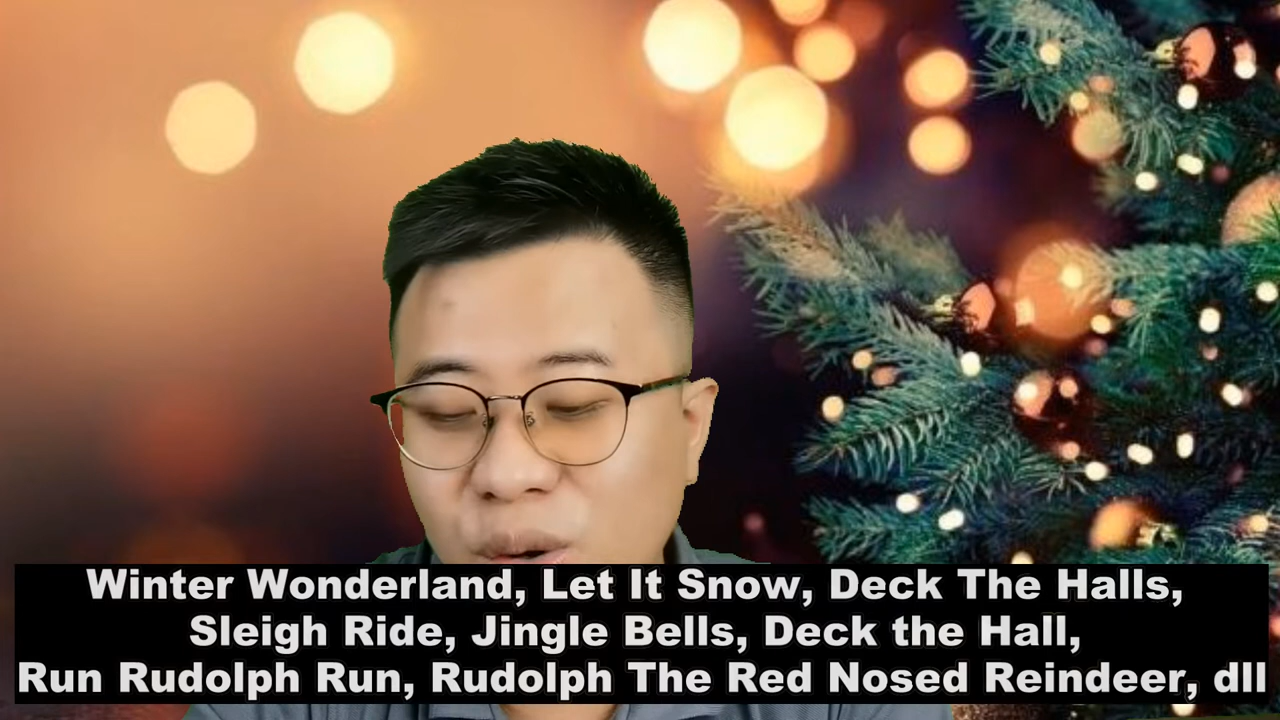 Winter Wonderland, Let It Snow, Deck The Halls,
Sleigh Ride, Jingle Bells, Deck the Hall,
Run Rudolph Run, Rudolph The Red Nosed Reindeer, dll